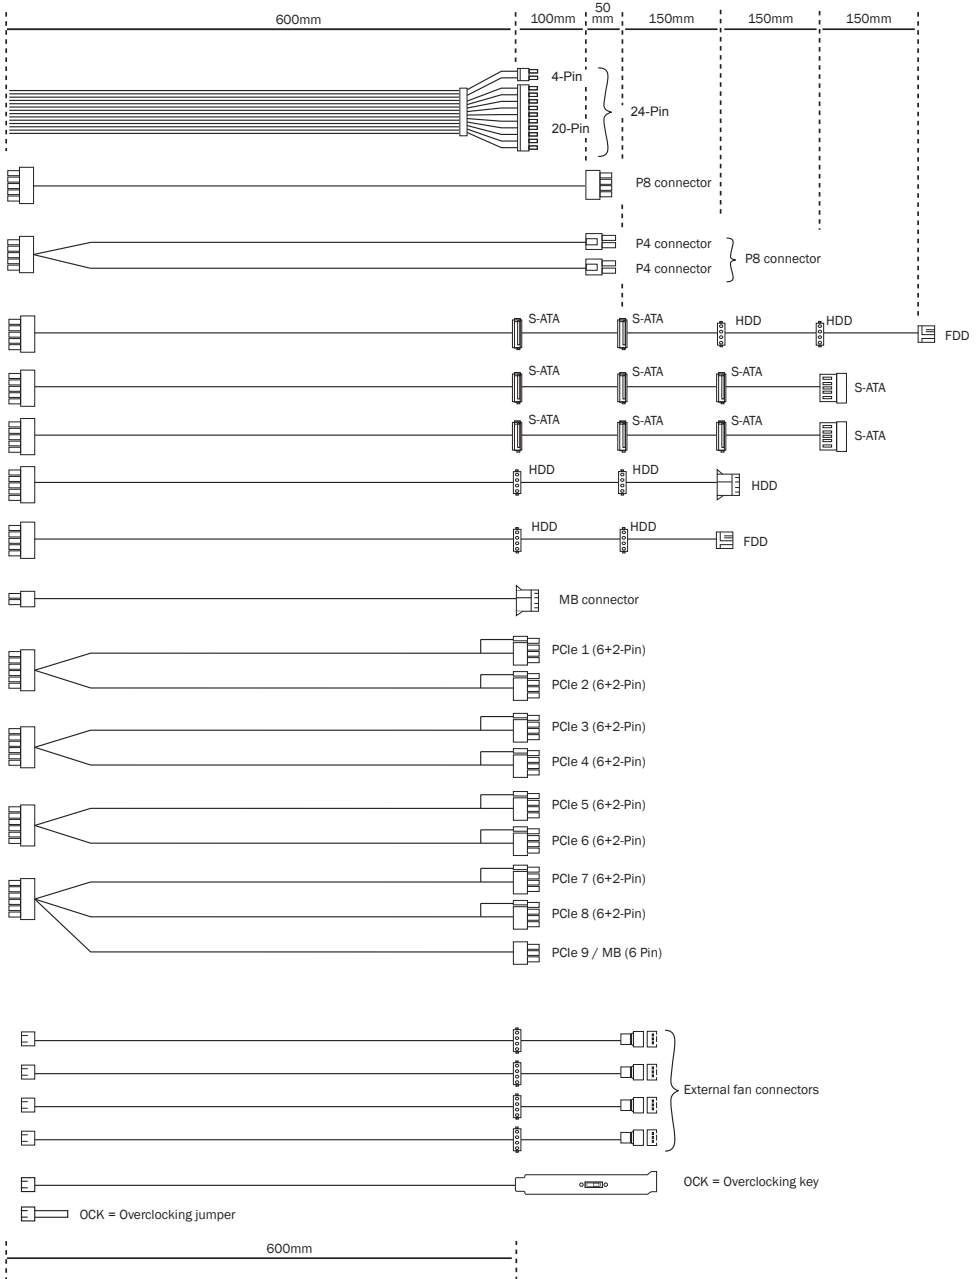 600mm 100mm 50 mm 150mm 150mm 150mm
4-Pin
20-Pin
24-Pin
P8 connector
P4 connector
P4 connector
P8 connector
S-ATA S-ATA HDD HDD FDD
S-ATA S-ATA S-ATA S-ATA
S-ATA S-ATA S-ATA S-ATA
HDD HDD HDD
HDD HDD FDD
MB connector
PCIe 1 (6+2-Pin)
PCIe 2 (6+2-Pin)
PCIe 3 (6+2-Pin)
PCIe 4 (6+2-Pin)
PCIe 5 (6+2-Pin)
PCIe 6 (6+2-Pin)
PCIe 7 (6+2-Pin)
PCIe 8 (6+2-Pin)
PCIe 9 / MB (6 Pin)
External fan connectors
OCK = Overclocking key
OCK = Overclocking jumper
600mm